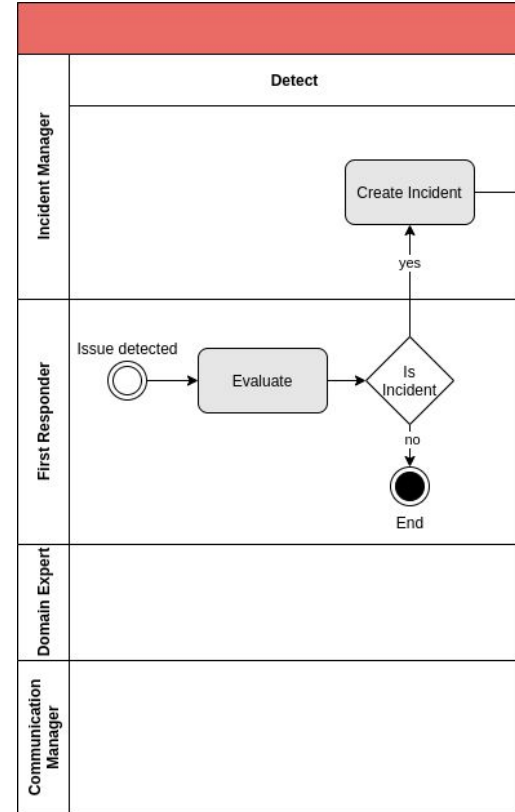 Detect
Incident Manager
Create Incident
yes
First Responder
Issue detected
Evaluate
Is
Incident
no
End
Domain Expert
Communication
Manager